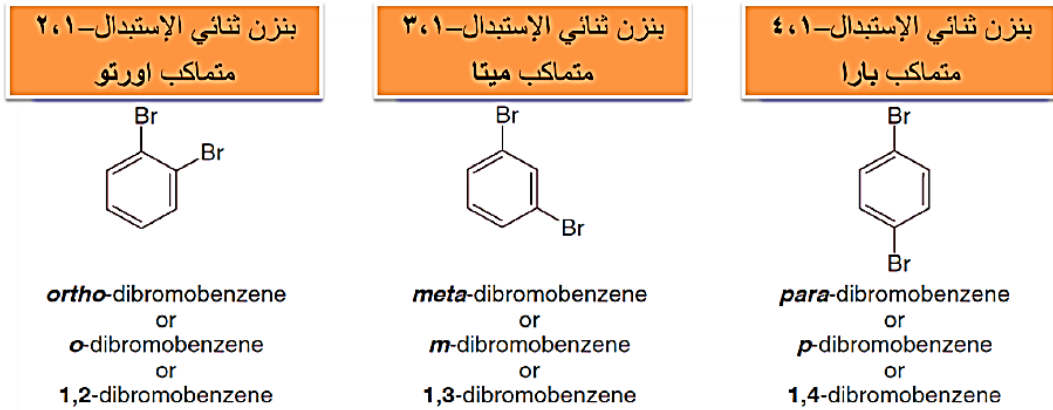 بنزن ثنائي الإستبدال–٢،١
متماكب اورتو
Br
Br
ortho-dibromobenzene
or
o-dibromobenzene
or
1,2-dibromobenzene
بنزن ثنائي الإستبدال–٣،١
متماكب ميتا
Br
Br
meta-dibromobenzene
or
m-dibromobenzene
or
1,3-dibromobenzene
بنزن ثنائي الإستبدال–٤،١
متماكب بارا
Br
Br
para-dibromobenzene
or
p-dibromobenzene
or
1,4-dibromobenzene